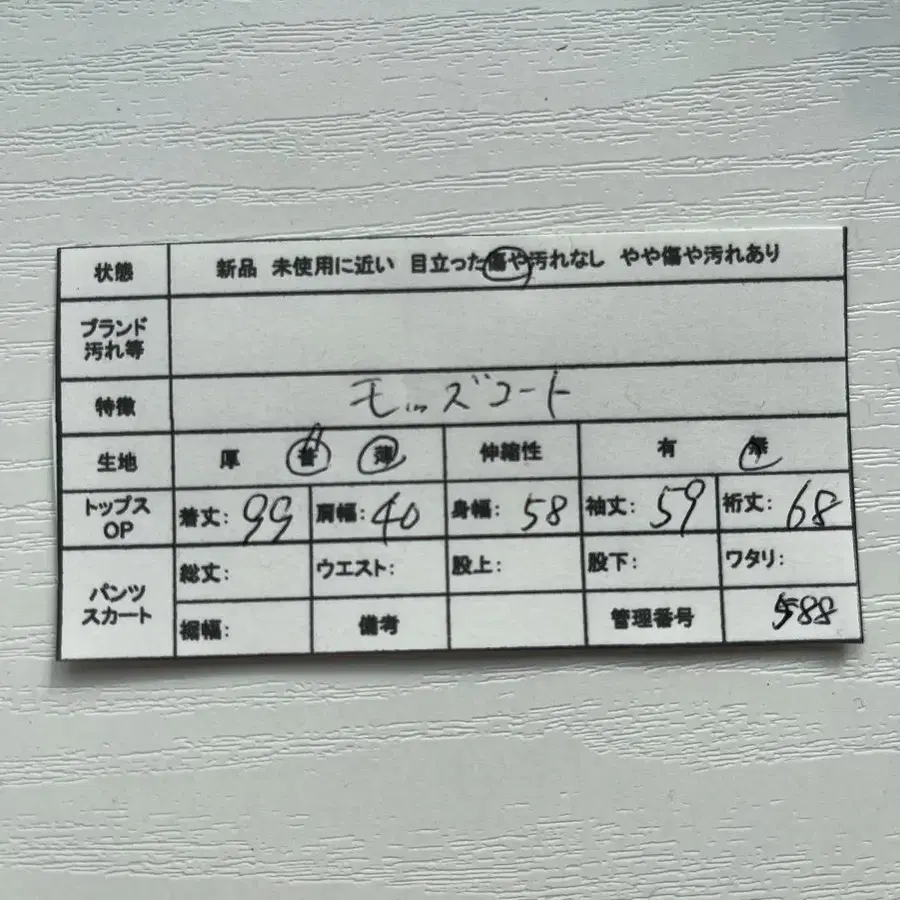 状態 新品 未使用に近い 目立った傷や汚れなし やや傷や汚れあり
ブランド
汚れ等
特徴 モッズコート
生地 厚 普 薄 伸縮性 有 無
トップス
OP
着丈: 99 肩幅: 40 身幅: 58 袖丈: 59 裄丈: 68
パンツ
スカート
総丈: ウエスト: 股上: 股下: ワタリ:
裾幅: 備考 管理番号 588